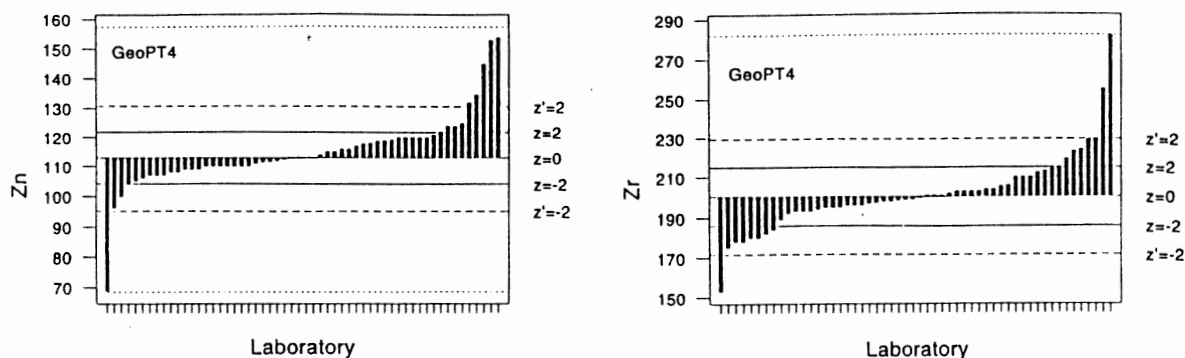 GeoPT4
Zn
160
150
140
130
120
110
100
90
80
70
z'=2
z=2
z=0
z=-2
z'=-2
Laboratory
GeoPT4
Zr
290
270
250
230
210
190
170
150
z'=2
z=2
z=0
z=-2
z'=-2
Laboratory